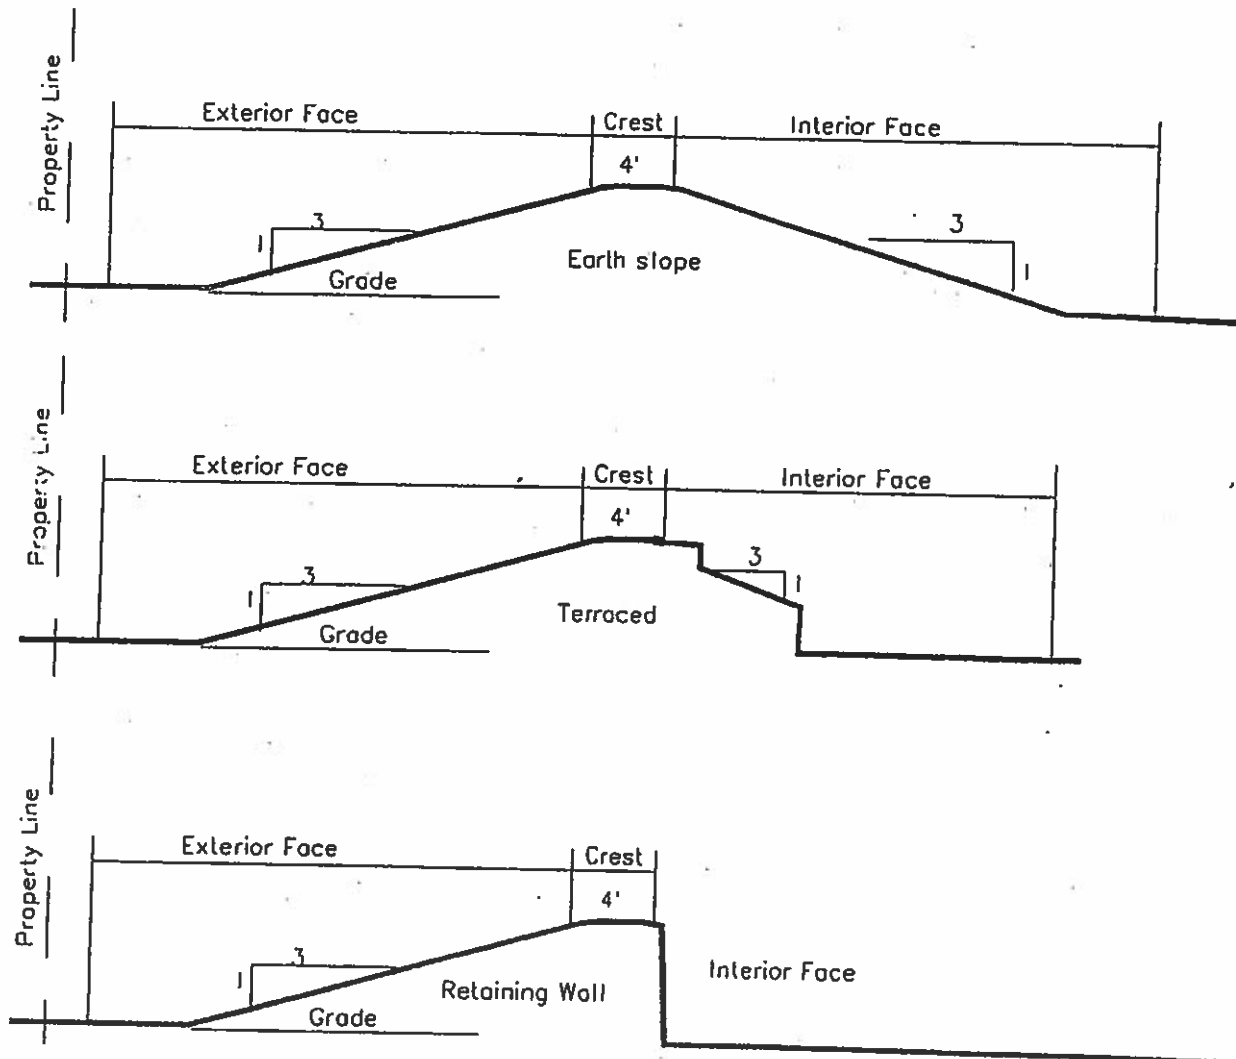 Property Line
Exterior Face
Crest
Interior Face
4'
3
1
Grade
Earth slope
3
1
Property Line
Exterior Face
Crest
Interior Face
4'
3
1
Grade
Terraced
3
1
Property Line
Exterior Face
Crest
4'
3
1
Grade
Retaining Wall
Interior Face